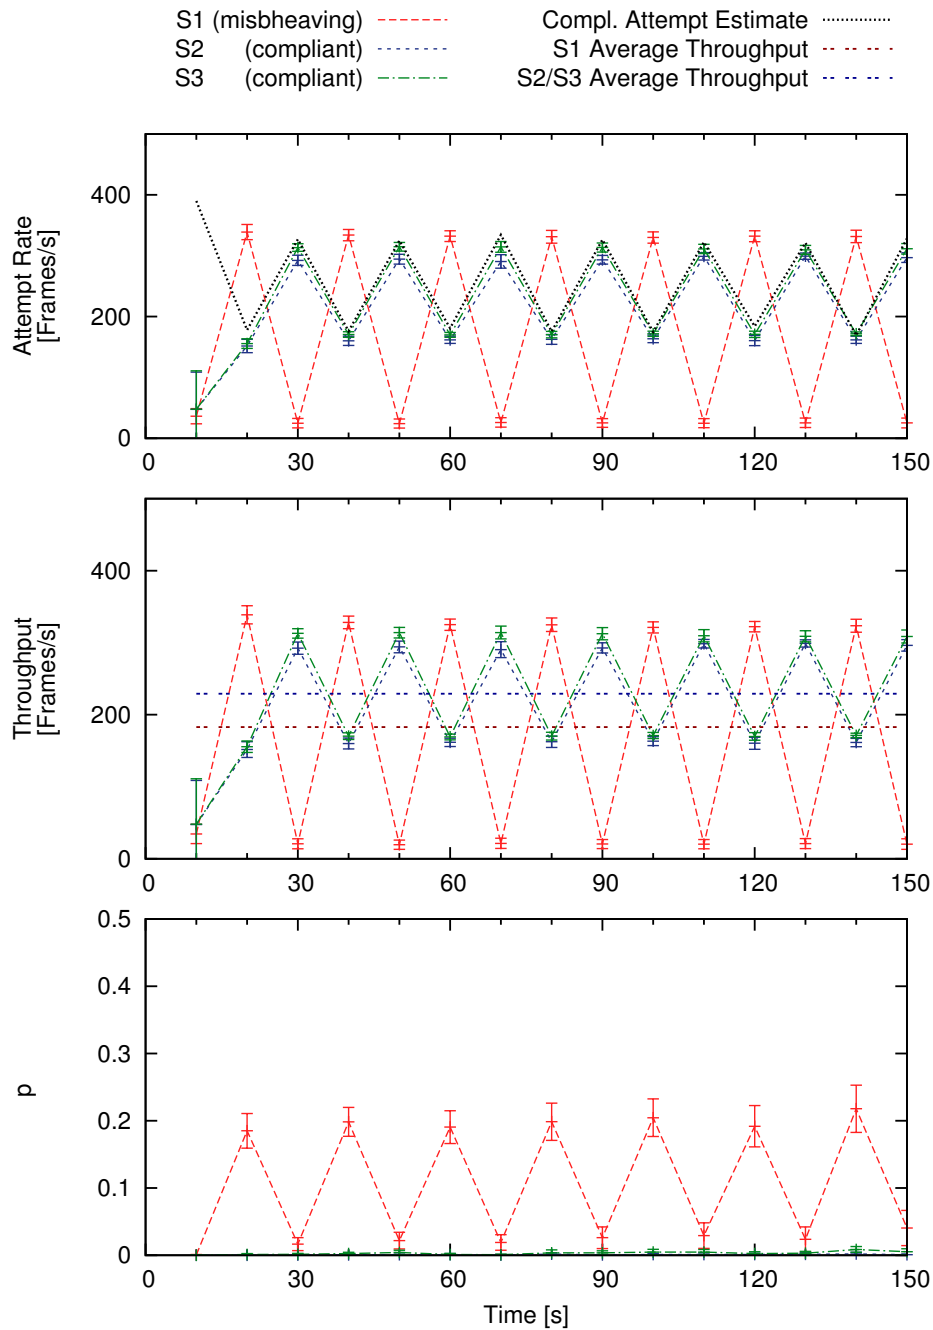 S1 (misbheaving)
S2 (compliant)
S3 (compliant)
Compl. Attempt Estimate
S1 Average Throughput
S2/S3 Average Throughput
Attempt Rate
[Frames/s]
400
200
0
0 30 60 90 120 150
Throughput
[Frames/s]
400
200
0
0 30 60 90 120 150
p
0.5
0.4
0.3
0.2
0.1
0
0 30 60 90 120 150
Time [s]